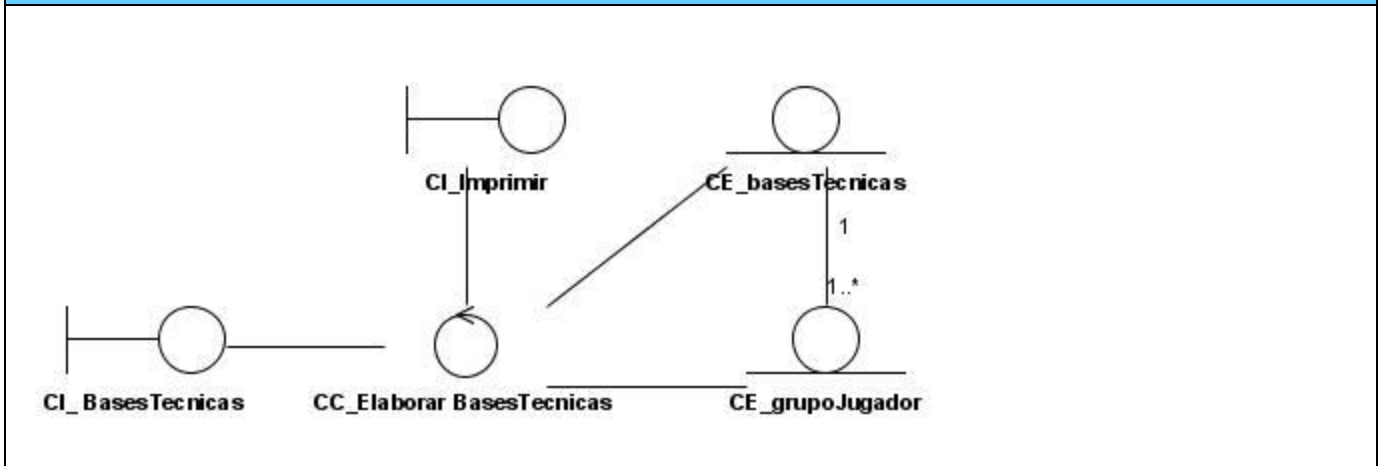 CI_Imprimir
CE_basesTecnicas
1
1..*
CI_ BasesTecnicas
CC_Elaborar BasesTecnicas
CE_grupoJugador